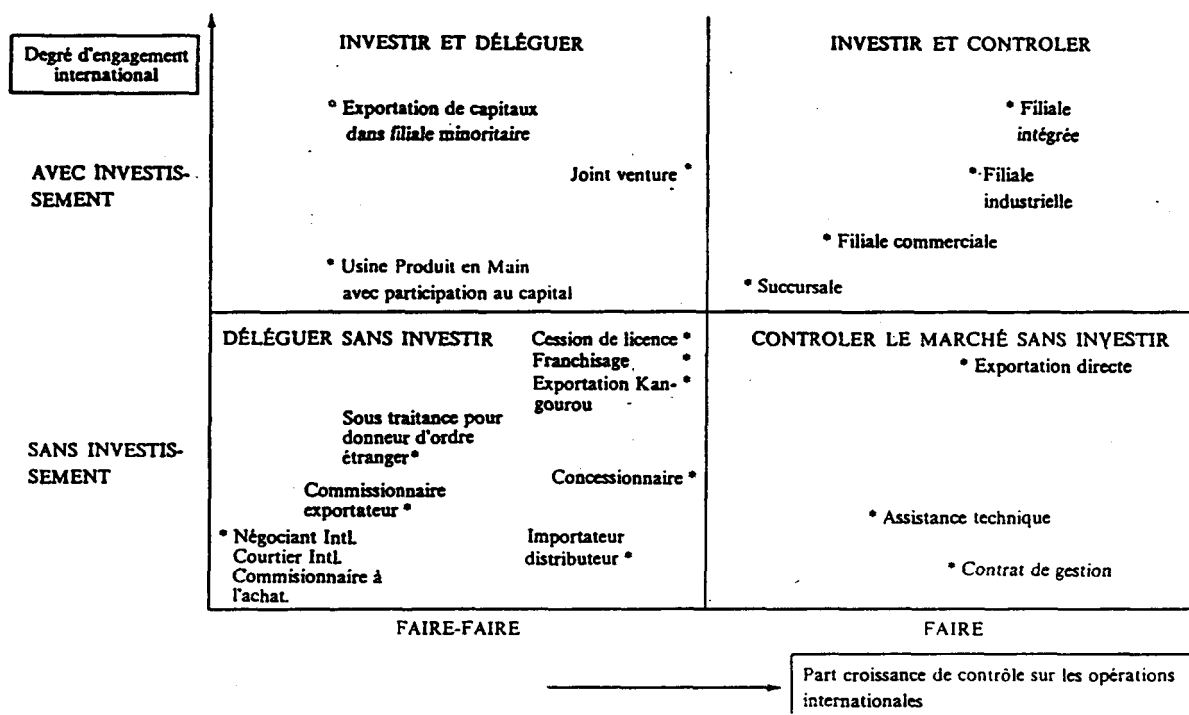 Degré d'engagement
international
INVESTIR ET DÉLÉGUER
INVESTIR ET CONTROLER
AVEC INVESTIS-
SEMENT
* Exportation de capitaux
dans filiale minoritaire
Joint venture *
* Usine Produit en Main
avec participation au capital
* Filiale
intégrée
* Filiale
industrielle
* Filiale commerciale
* Succursale
SANS INVESTIS-
SEMENT
DÉLÉGUER SANS INVESTIR
Cession de licence *
Franchisage *
Exportation Kan- *
gourou
Sous traitance pour
donneur d'ordre
étranger *
Concessionnaire *
Commissionnaire
exportateur *
* Négociant Intl.
Courtier Intl.
Commisionnaire à
l'achat.
Importateur
distributeur *
CONTROLER LE MARCHÉ SANS INVESTIR
* Exportation directe
* Assistance technique
* Contrat de gestion
FAIRE-FAIRE
FAIRE
Part croissance de contrôle sur les opérations
internationales